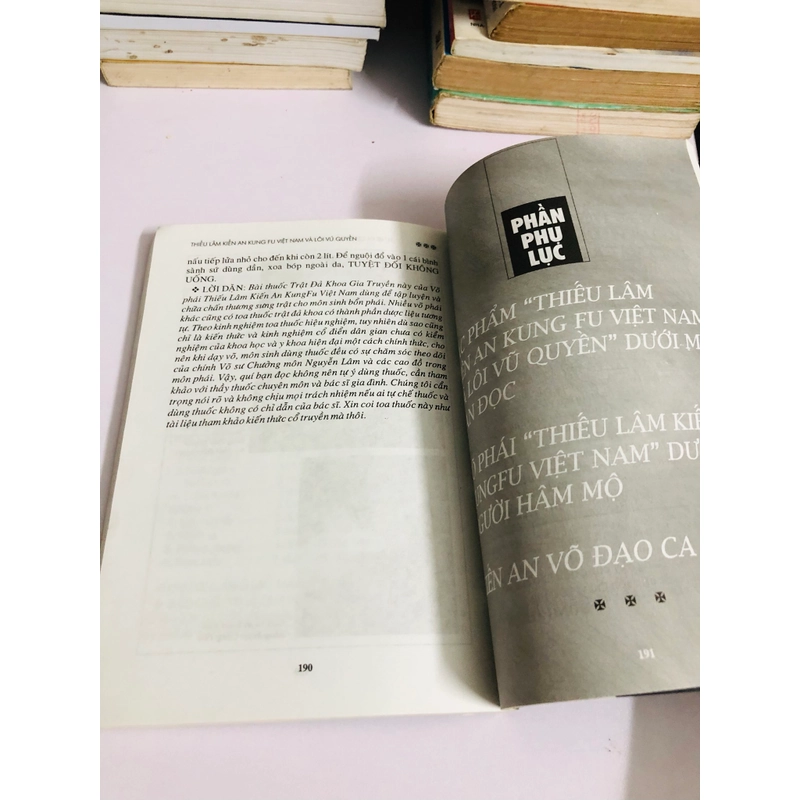 THIẾU LÂM KIẾN AN KUNG FU VIỆT NAM VÀ LÔI VŨ QUYỀN
nấu tiếp lửa nhỏ cho đến khi còn 2 lít. Để nguội đổ vào 1 cái bình
sành sứ dùng dần, xoa bóp ngoài da, TUYỆT ĐỐI KHÔNG
UỐNG.
❖ LỜI DẶN: Bài thuốc Trật Đả Khoa Gia Truyền này của Võ
phái Thiếu Lâm Kiến An KungFu Việt Nam dùng để tập luyện và
chữa chấn thương sưng trật cho môn sinh bổn phái. Nhiều võ phái
khác cũng có toa thuốc trật đả khoa có thành phần dược liệu tương
tự. Theo kinh nghiệm toa thuốc hiệu nghiệm, tuy nhiên dù sao cũng
chỉ là kiến thức và kinh nghiệm cổ điển dân gian chưa có kiểm
nghiệm của khoa học và y khoa hiện đại một cách chính thức, cho
nên khi dạy võ, môn sinh dùng thuốc đều có sự chăm sóc theo dõi
của chính Võ sư Chưởng môn Nguyễn Lâm và các cao đồ trong
môn phái. Vậy, quí bạn đọc không nên tự ý dùng thuốc, cần tham
khảo với thầy thuốc chuyên môn và bác sĩ gia đình. Chúng tôi cẩn
trọng nói rõ và không chịu mọi trách nhiệm nếu ai tự chế thuốc và
dùng thuốc không có chỉ dẫn của bác sĩ. Xin coi toa thuốc này như
tài liệu tham khảo kiến thức cổ truyền mà thôi.
190
PHẦN
PHỤ
LỤC
PHẨM "THIẾU LÂM
AN KUNG FU VIỆT NAM
LÔI VŨ QUYỀN" DƯỚI
ĐỌC
PHÁI "THIẾU LÂM
VIỆT NAM"
HÂM MỘ
AN VÕ ĐẠO CA
191